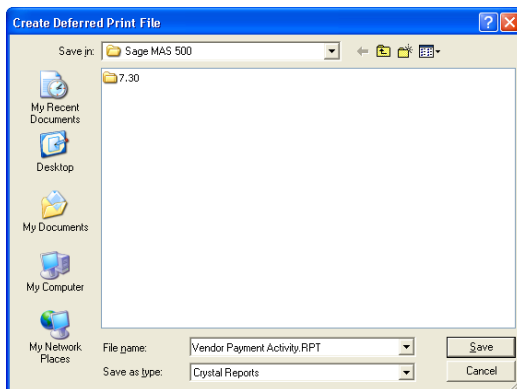 Create Deferred Print File
Save in: Sage MAS 500
7.30
My Recent
Documents
Desktop
My Documents
My Computer
My Network
Places
File name: Vendor Payment Activity.RPT Save
Save as type: Crystal Reports Cancel